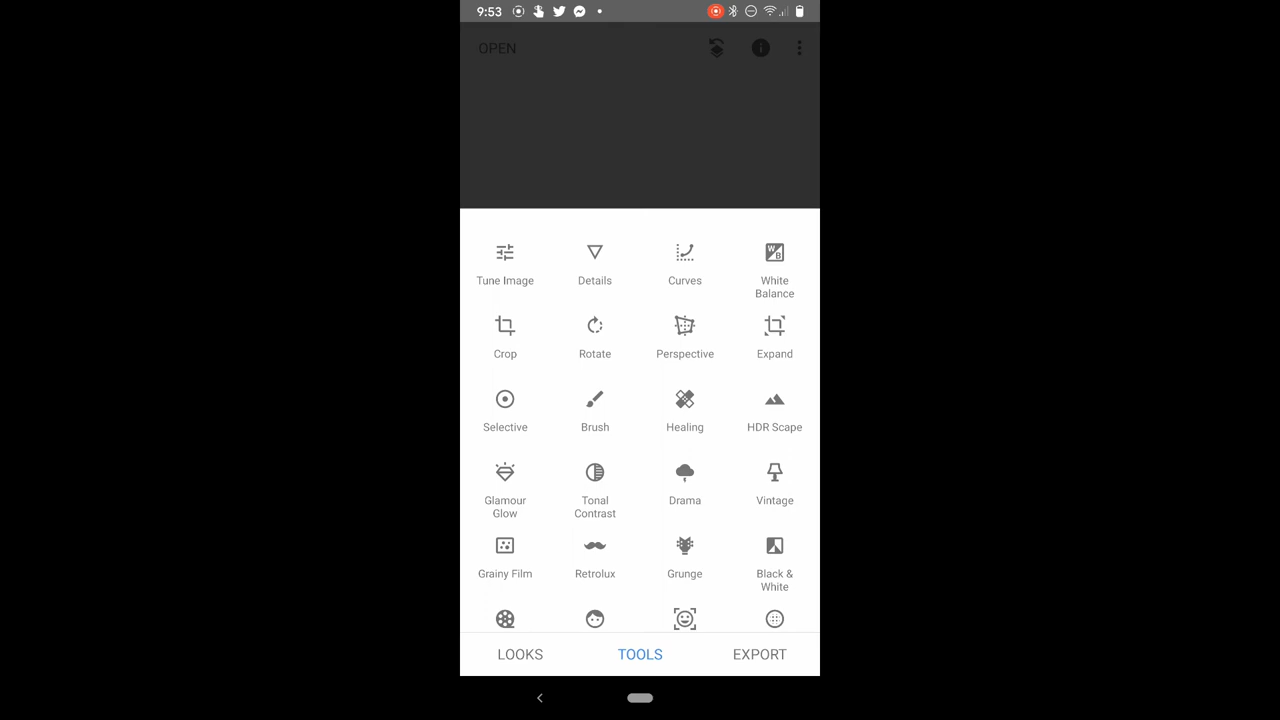 9:53
OPEN
Tune Image
Details
Curves
White
Balance
Crop
Rotate
Perspective
Expand
Selective
Brush
Healing
HDR Scape
Glamour
Glow
Tonal
Contrast
Drama
Vintage
Grainy Film
Retrolux
Grunge
Black &
White
LOOKS
TOOLS
EXPORT